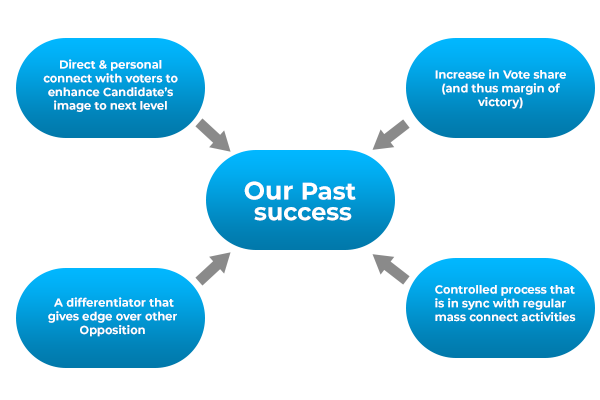 Direct & personal
connect with voters to
enhance Candidate's
image to next level
Increase in Vote share
(and thus margin of
victory)
Our Past
success
A differentiator that
gives edge over other
Opposition
Controlled process that
is in sync with regular
mass connect activities